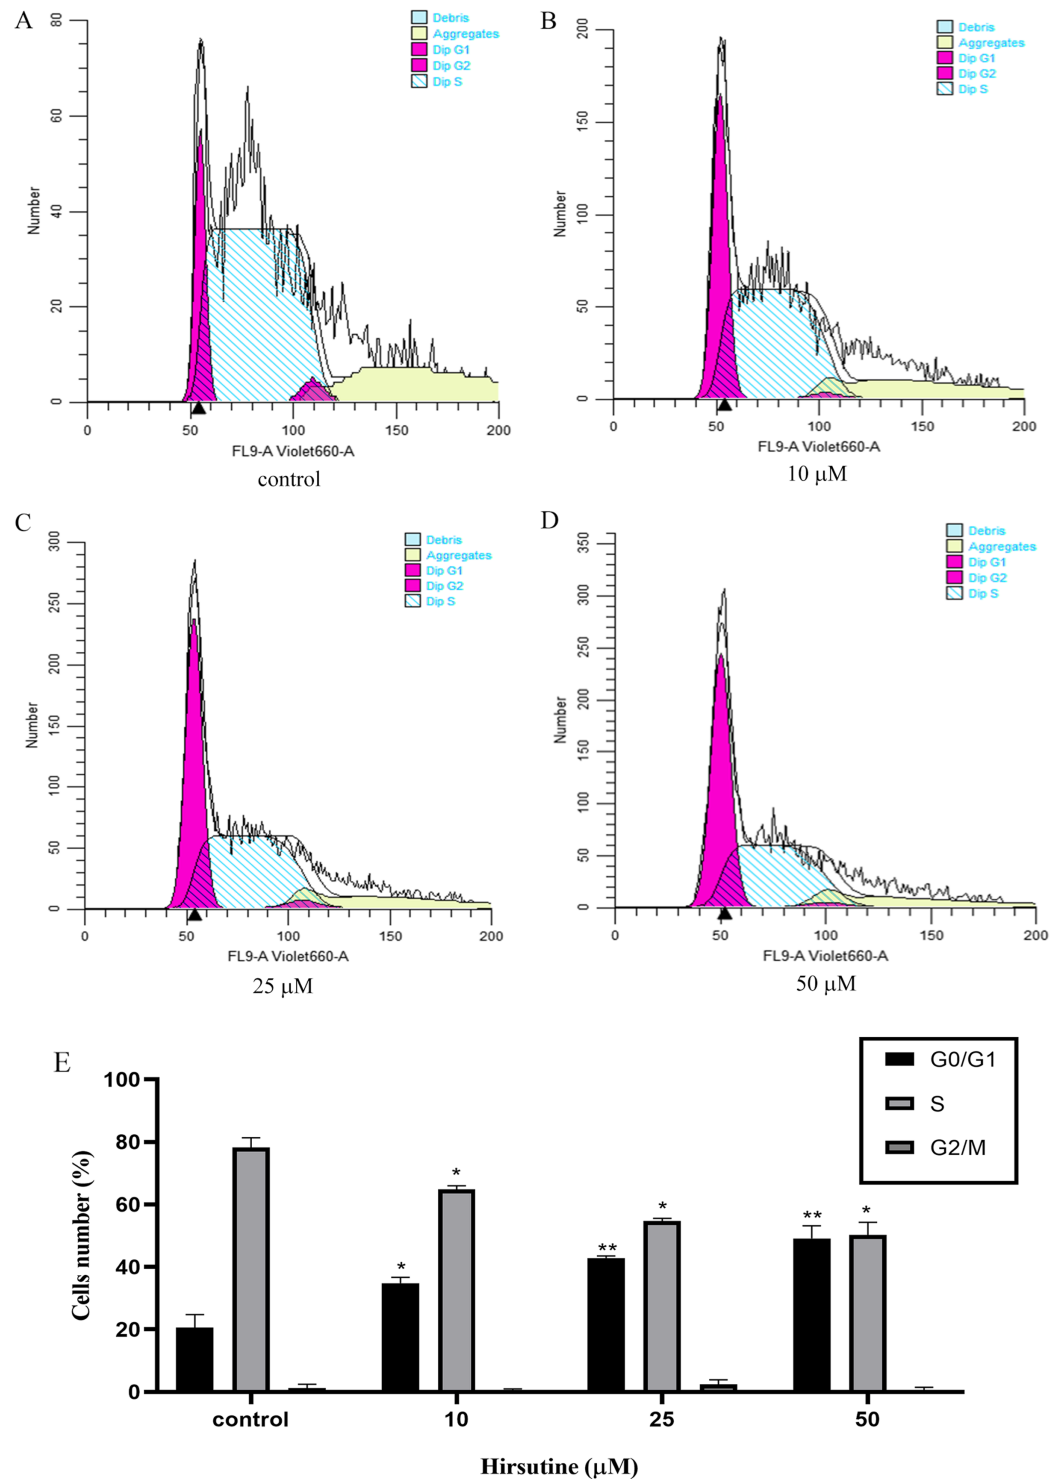 A
Debris
Aggregates
Dip G1
Dip G2
Dip S
Number
0 20 40 60 80
0 50 100 150 200
FL9-A Violet660-A
control
B
Debris
Aggregates
Dip G1
Dip G2
Dip S
Number
0 50 100 150 200
0 50 100 150 200
FL9-A Violet660-A
10 μM
C
Debris
Aggregates
Dip G1
Dip G2
Dip S
Number
0 50 100 150 200 250 300
0 50 100 150 200
FL9-A Violet660-A
25 μM
D
Debris
Aggregates
Dip G1
Dip G2
Dip S
Number
0 50 100 150 200 250 300 350
0 50 100 150 200
FL9-A Violet660-A
50 μM
E
G0/G1
S
G2/M
Cells number (%)
100
80
60
40
20
0
* * ** * ** *
control 10 25 50
Hirsutine (μM)